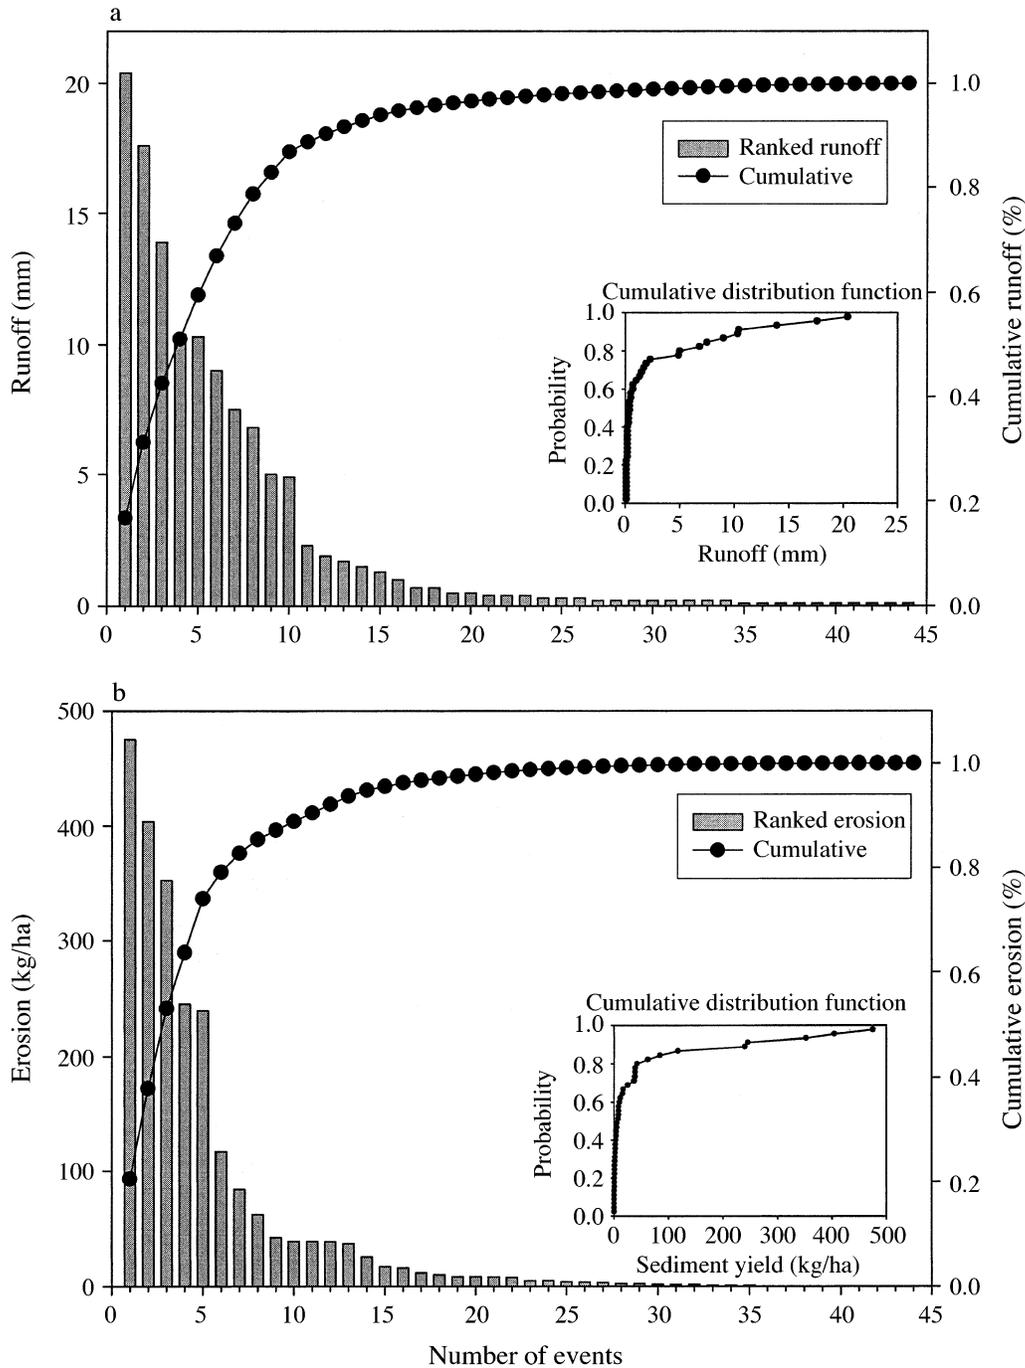 a
20
15
10
5
0
Runoff (mm)
1.0
0.8
0.6
0.4
0.2
0.0
Cumulative runoff (%)
Ranked runoff
Cumulative
Cumulative distribution function
1.0
0.8
0.6
0.4
0.2
0.0
Probability
0 5 10 15 20 25
Runoff (mm)
0 5 10 15 20 25 30 35 40 45
b
500
400
300
200
100
0
Erosion (kg/ha)
1.0
0.8
0.6
0.4
0.2
0.0
Cumulative erosion (%)
Ranked erosion
Cumulative
Cumulative distribution function
1.0
0.8
0.6
0.4
0.2
0.0
Probability
0 100 200 300 400 500
Sediment yield (kg/ha)
0 5 10 15 20 25 30 35 40 45
Number of events